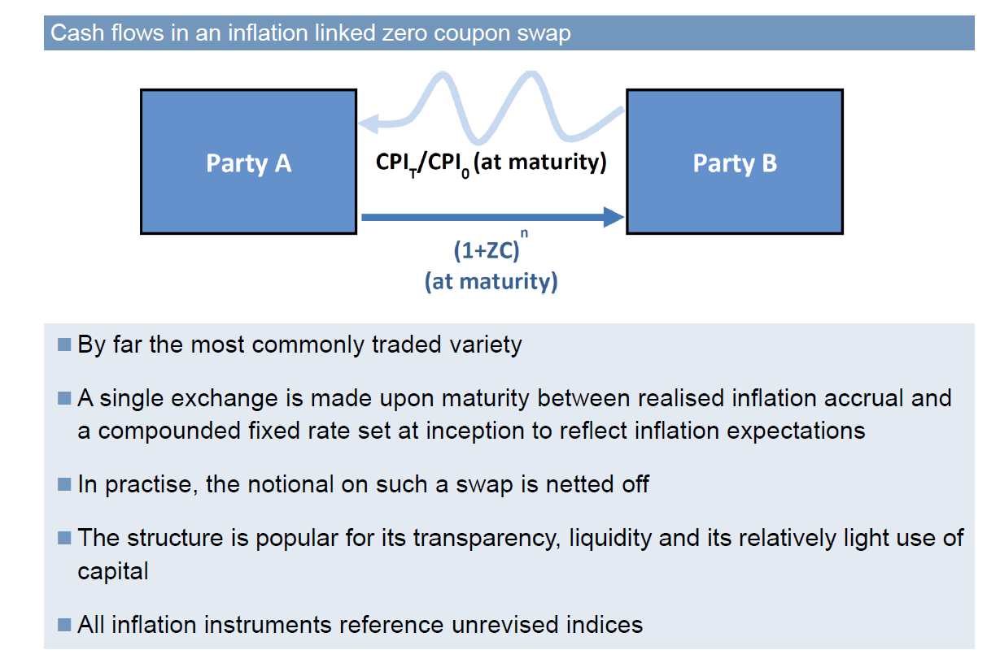 Cash flows in an inflation linked zero coupon swap
Party A
CPI_T/CPI_0 (at maturity)
Party B
(1+ZC)^n
(at maturity)
■ By far the most commonly traded variety
■ A single exchange is made upon maturity between realised inflation accrual and
a compounded fixed rate set at inception to reflect inflation expectations
■ In practise, the notional on such a swap is netted off
■ The structure is popular for its transparency, liquidity and its relatively light use of
capital
■ All inflation instruments reference unrevised indices